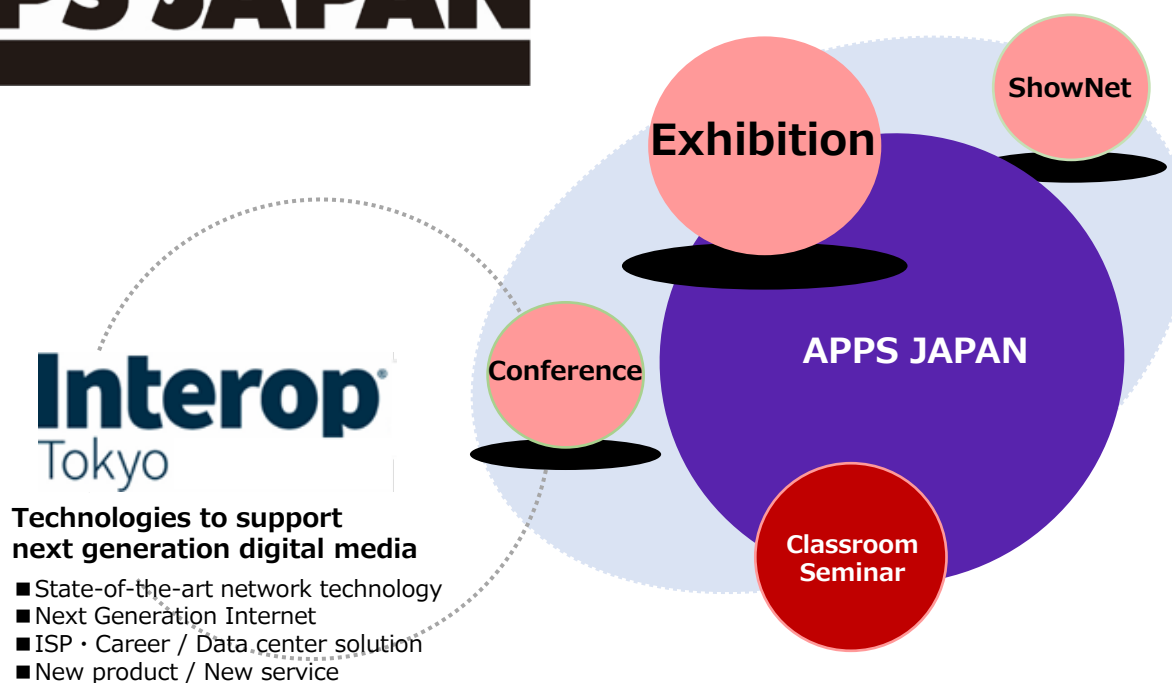 PS JAPAN
ShowNet
Exhibition
APPS JAPAN
Conference
Interop®
Tokyo
Technologies to support
next generation digital media
■State-of-the-art network technology
■Next Generation Internet
■ISP・Career / Data center solution
■New product / New service
Classroom
Seminar